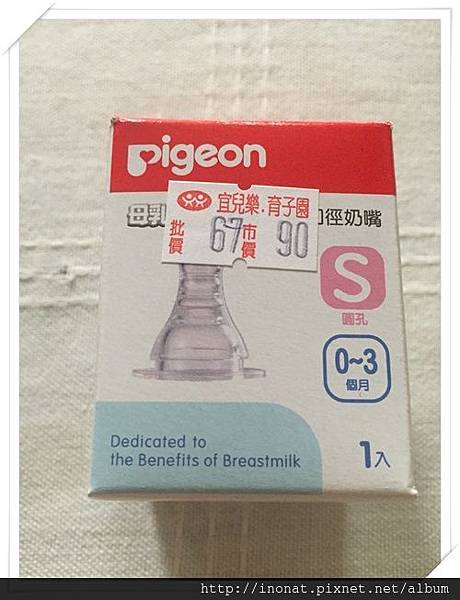 pigeon
宜兒樂.育子園
批價 67 市價 90
母乳
口徑奶嘴
S
圓孔
0~3
個月
Dedicated to
the Benefits of Breastmilk
1入
http://inonat.pixnet.net/album